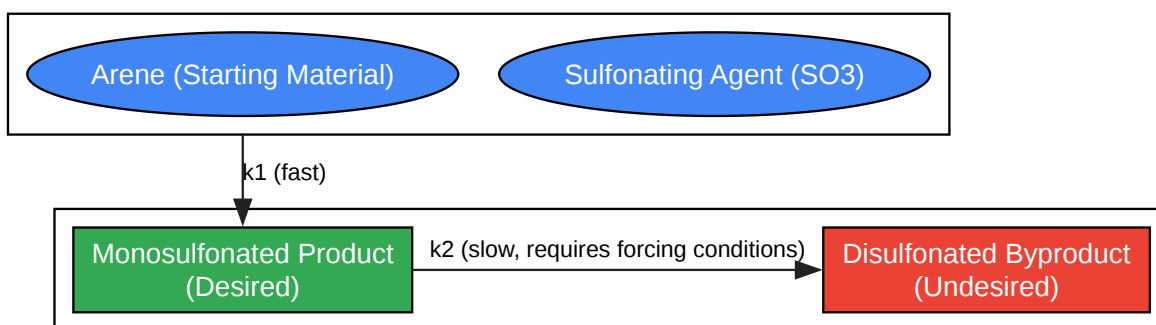 Arene (Starting Material)
Sulfonating Agent (SO3)
k1 (fast)
Monosulfonated Product
(Desired)
k2 (slow, requires forcing conditions)
Disulfonated Byproduct
(Undesired)